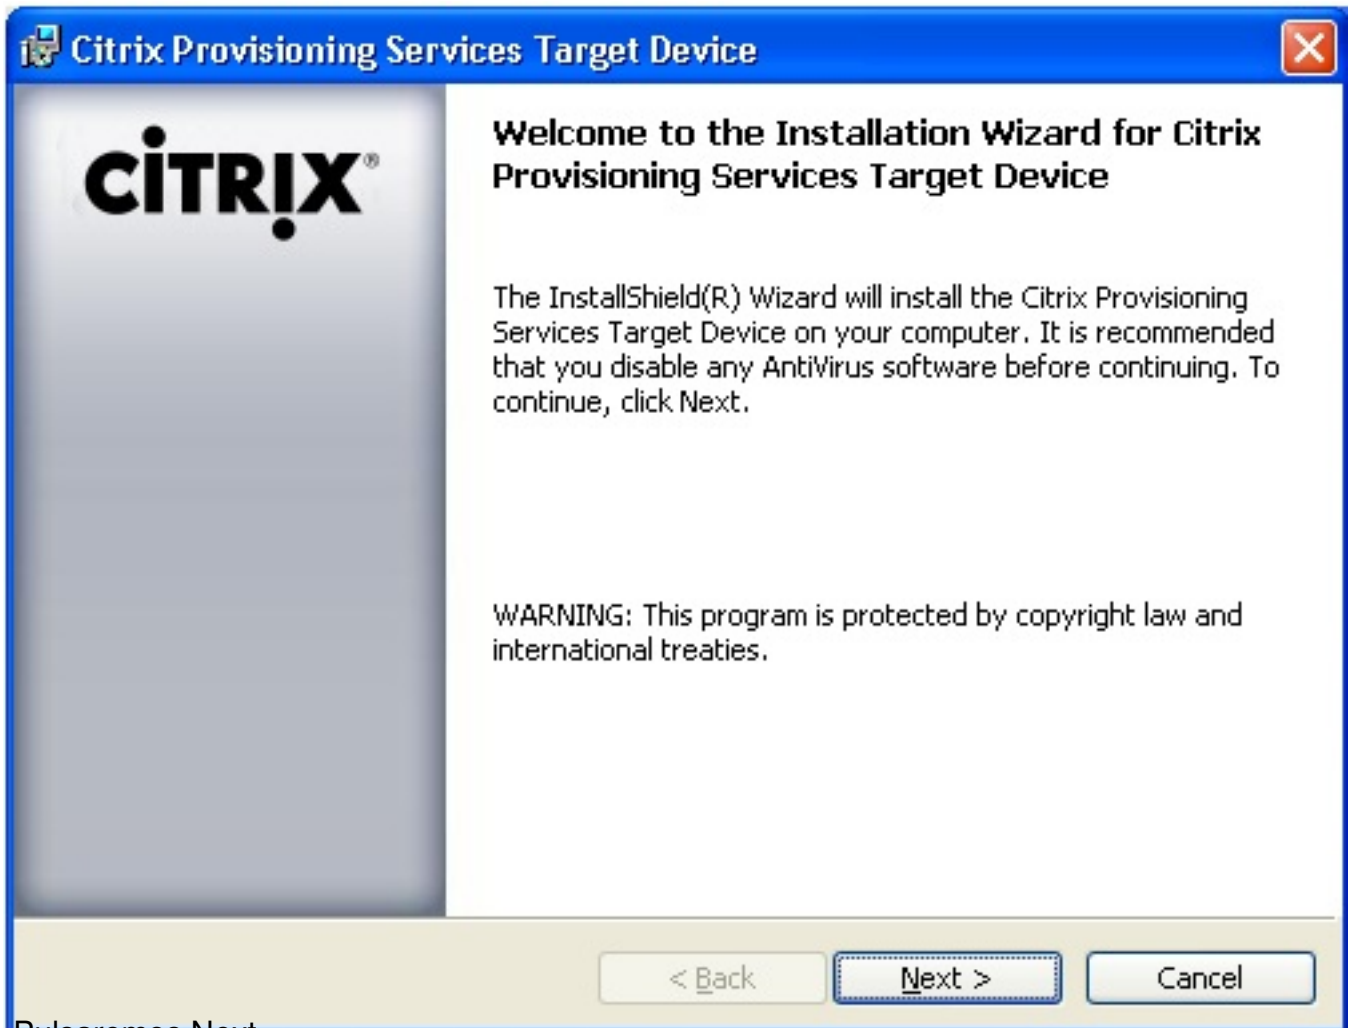 Citrix Provisioning Services Target Device
CITRIX®
Welcome to the Installation Wizard for Citrix
Provisioning Services Target Device
The InstallShield(R) Wizard will install the Citrix Provisioning
Services Target Device on your computer. It is recommended
that you disable any AntiVirus software before continuing. To
continue, click Next.
WARNING: This program is protected by copyright law and
international treaties.
< Back
Next >
Cancel
Pulsaremos Next